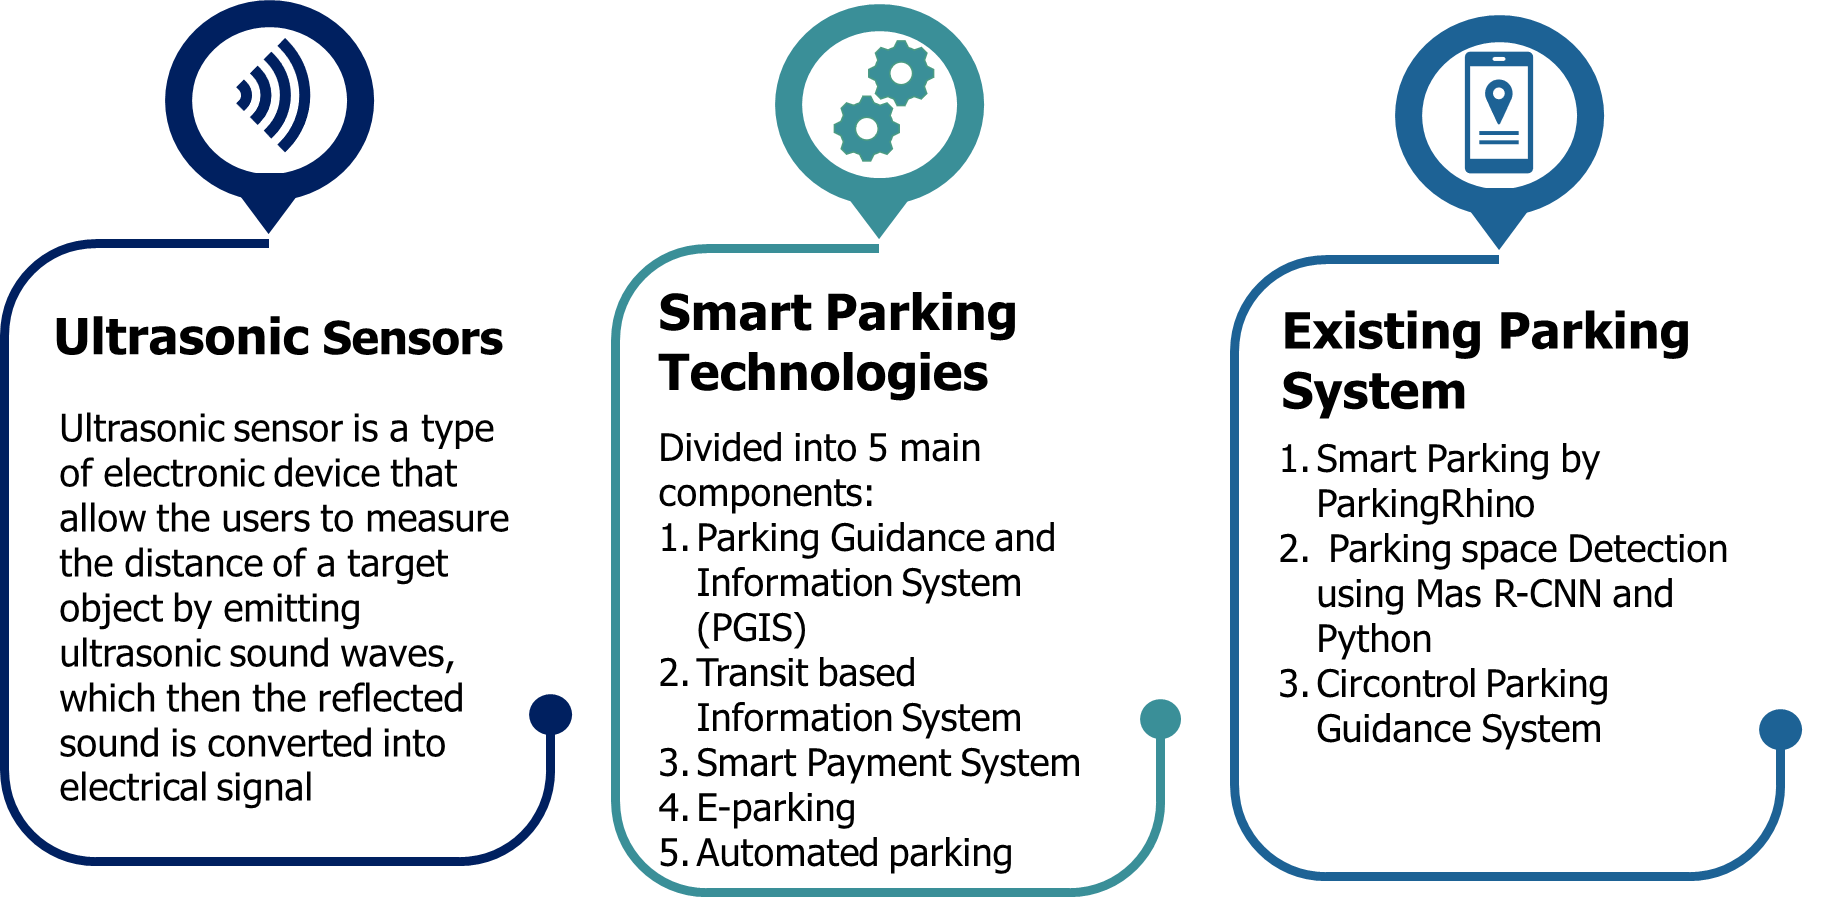 Ultrasonic Sensors
Ultrasonic sensor is a type
of electronic device that
allow the users to measure
the distance of a target
object by emitting
ultrasonic sound waves,
which then the reflected
sound is converted into
electrical signal
Smart Parking
Technologies
Divided into 5 main
components:
1. Parking Guidance and
Information System
(PGIS)
2. Transit based
Information System
3. Smart Payment System
4. E-parking
5. Automated parking
Existing Parking
System
1. Smart Parking by
ParkingRhino
2. Parking space Detection
using Mas R-CNN and
Python
3. Circontrol Parking
Guidance System